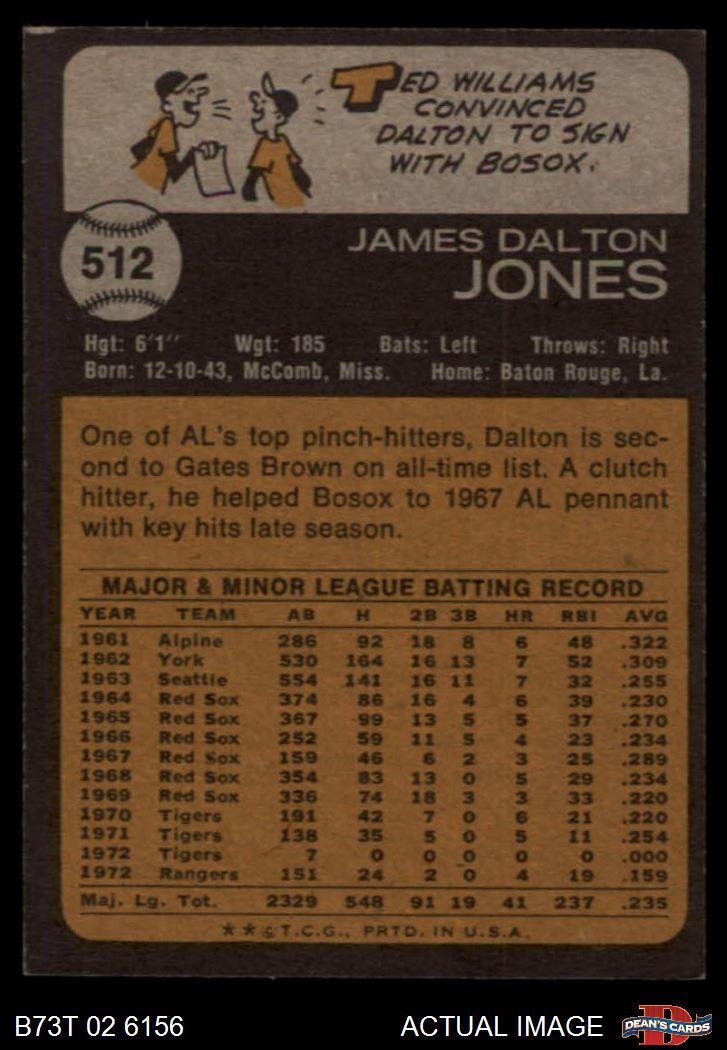 TED WILLIAMS
CONVINCED
DALTON TO SIGN
WITH BOSOX.
512
JAMES DALTON
JONES
Hgt: 6'1" Wgt: 185 Bats: Left Throws: Right
Born: 12-10-43, McComb, Miss. Home: Baton Rouge, La.
One of AL's top pinch-hitters, Dalton is sec-
ond to Gates Brown on all-time list. A clutch
hitter, he helped Bosox to 1967 AL pennant
with key hits late season.
MAJOR & MINOR LEAGUE BATTING RECORD
YEAR TEAM AB H 2B 3B HR RBI AVG
1961 Alpine 286 92 18 8 6 48 .322
1962 York 530 164 16 13 7 52 .309
1963 Seattle 554 141 16 11 7 32 .255
1964 Red Sox 374 86 16 4 6 39 .230
1965 Red Sox 367 99 13 5 5 37 .270
1966 Red Sox 252 59 11 5 4 23 .234
1967 Red Sox 159 46 6 2 3 25 .289
1968 Red Sox 354 83 13 0 5 29 .234
1969 Red Sox 336 74 18 3 3 33 .220
1970 Tigers 191 42 7 0 6 21 .220
1971 Tigers 138 35 5 0 5 11 .254
1972 Tigers 7 0 0 0 0 0 .000
1972 Rangers 151 24 2 0 4 19 .159
Maj. Lg. Tot. 2329 548 91 19 41 237 .235
**©T.C.G., PRTD. IN U.S.A.
B73T 02 6156 ACTUAL IMAGE
D
DEAN'S CARDS